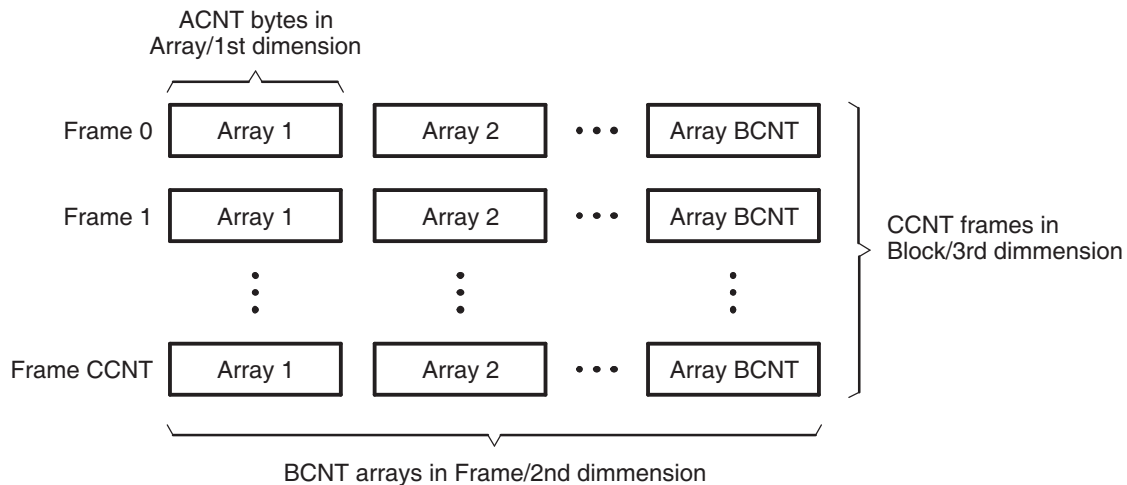 ACNT bytes in
Array/1st dimension
Frame 0 Array 1 Array 2 Array BCNT
Frame 1 Array 1 Array 2 Array BCNT
CCNT frames in
Block/3rd dimmension
Frame CCNT Array 1 Array 2 Array BCNT
BCNT arrays in Frame/2nd dimmension